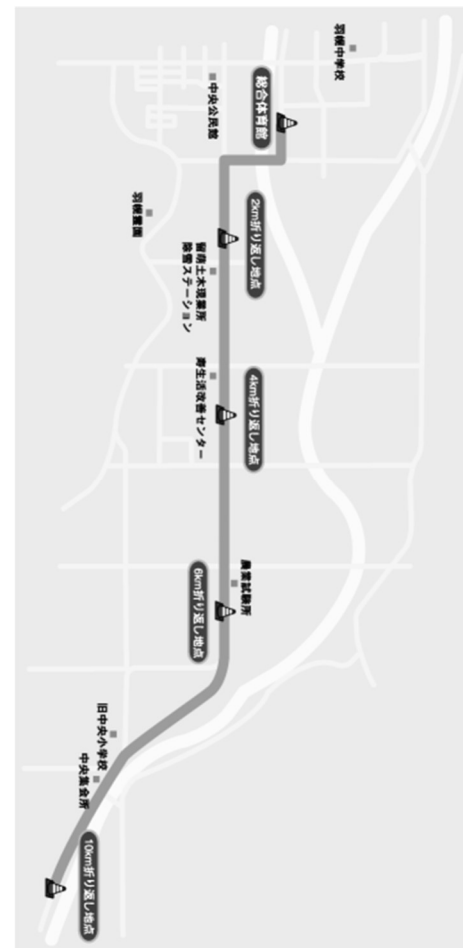 羽幌中学校
総合体育館
中央公民館
2km折り返し地点
羽幌霊園
留萌土木現業所
除雪ステーション
4km折り返し地点
寿生活改善センター
農業試験所
6km折り返し地点
旧中央小学校
中央集会所
10km折り返し地点